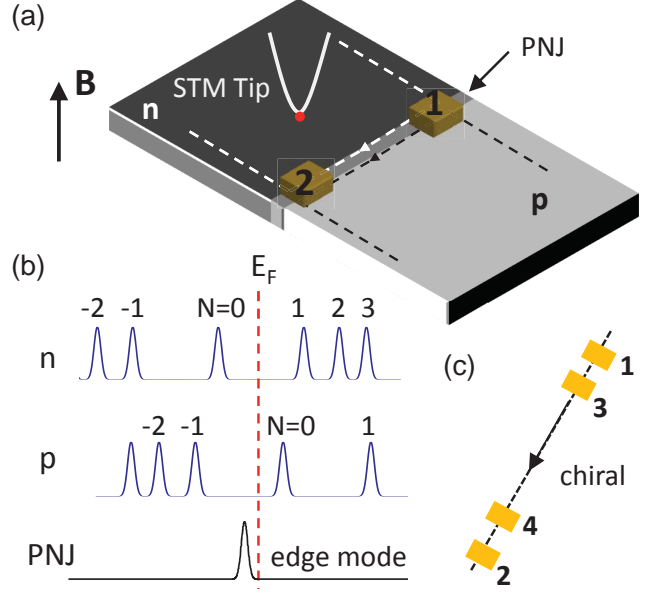 (a)
PNJ
B
STM Tip
n
1
2
p
(b)
E_F
-2 -1 N=0 1 2 3
n
-2 -1 N=0 1
p
PNJ edge mode
(c)
1
3
chiral
4
2